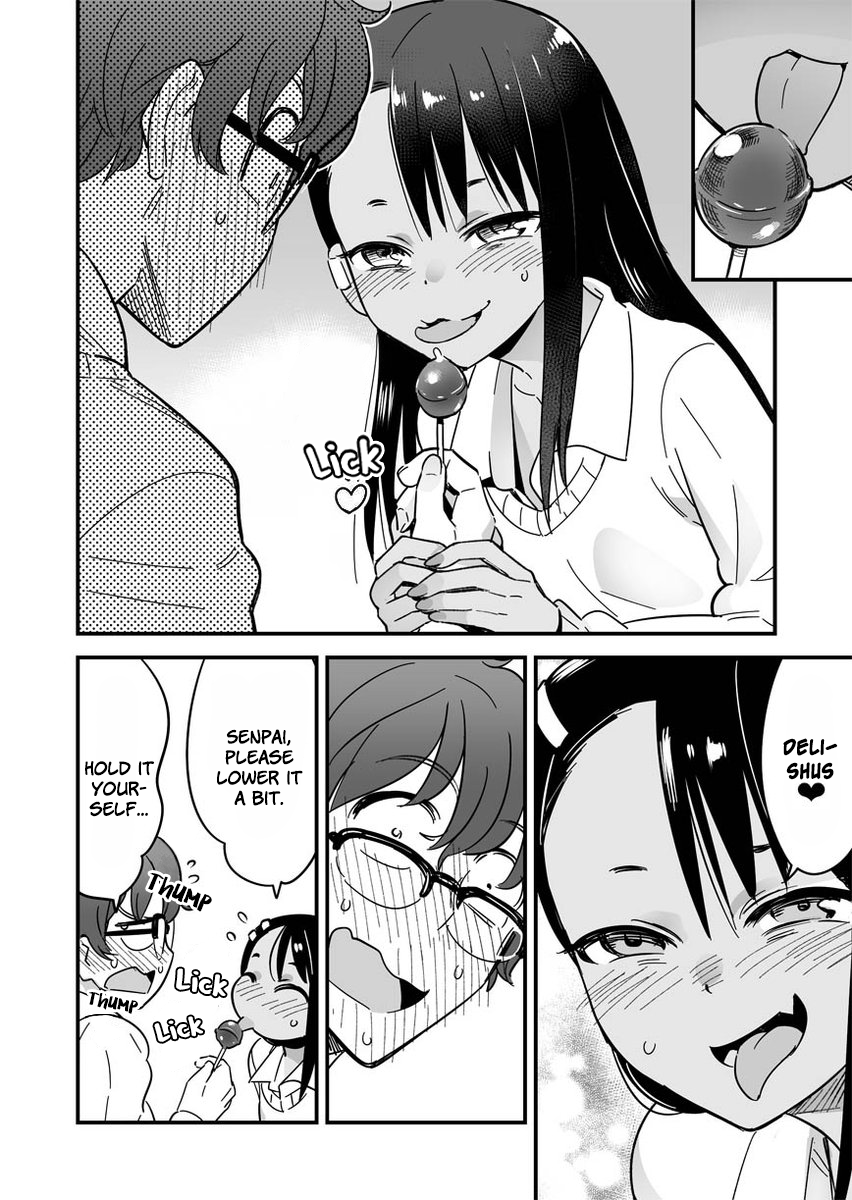 Lick
DELI-
SHUS
SENPAI,
PLEASE
LOWER IT
A BIT.
HOLD IT
YOUR-
SELF...
THUMP
Lick
Lick
THUMP